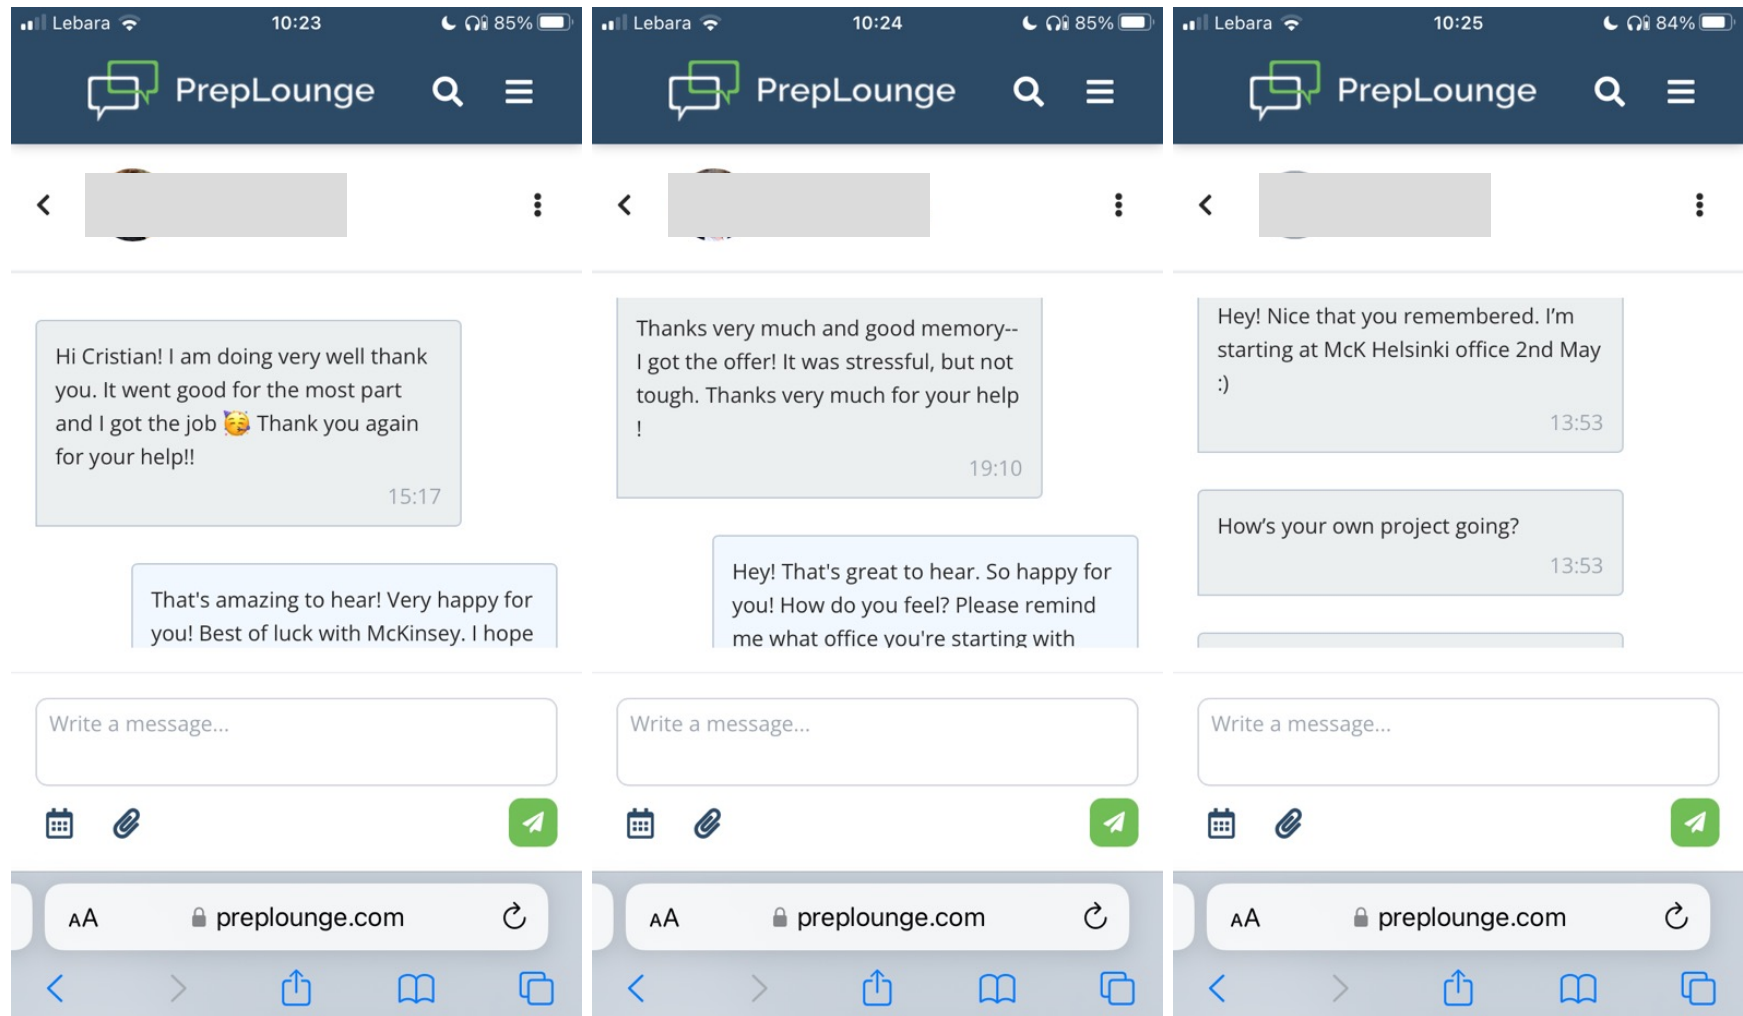 Lebara 10:23 85%
PrepLounge
Hi Cristian! I am doing very well thank
you. It went good for the most part
and I got the job 🥳 Thank you again
for your help!!
15:17
That's amazing to hear! Very happy for
you! Best of luck with McKinsey. I hope
Write a message...
AA preplounge.com
Lebara 10:24 85%
PrepLounge
Thanks very much and good memory--
I got the offer! It was stressful, but not
tough. Thanks very much for your help
!
19:10
Hey! That's great to hear. So happy for
you! How do you feel? Please remind
me what office you're starting with
Write a message...
AA preplounge.com
Lebara 10:25 84%
PrepLounge
Hey! Nice that you remembered. I’m
starting at McK Helsinki office 2nd May
:)
13:53
How’s your own project going?
13:53
Write a message...
AA preplounge.com